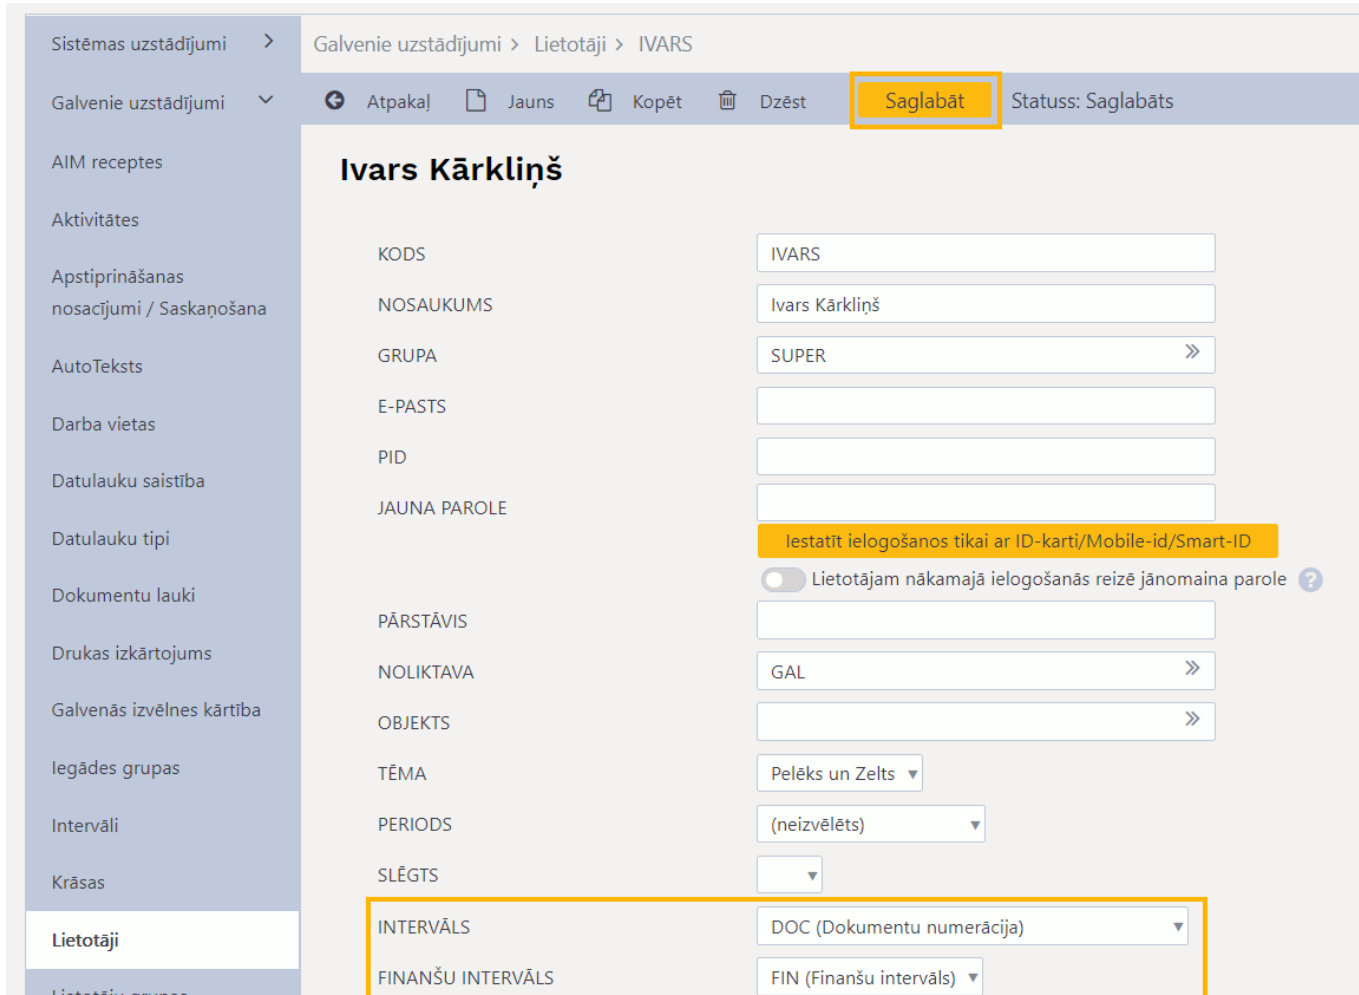 Sistēmas uzstādījumi
Galvenie uzstādījumi
AIM receptes
Aktivitātes
Apstiprināšanas
nosacījumi / Saskaņošana
AutoTeksts
Darba vietas
Datulauku saistība
Datulauku tipi
Dokumentu lauki
Drukas izkārtojums
Galvenās izvēlnes kārtība
Iegādes grupas
Intervāli
Krāsas
Lietotāji
Lietotāju grupas
Galvenie uzstādījumi > Lietotāji > IVARS
Atpakaļ Jauns Kopēt Dzēst Saglabāt Statuss: Saglabāts
Ivars Kārkliņš
KODS IVARS
NOSAUKUMS Ivars Kārkliņš
GRUPA SUPER
E-PASTS
PID
JAUNA PAROLE
Iestatīt ielogošanos tikai ar ID-karti/Mobile-id/Smart-ID
Lietotājam nākamajā ielogošanās reizē jānomaina parole ?
PĀRSTĀVIS
NOLIKTAVA GAL
OBJEKTS
TĒMA Pelēks un Zelts
PERIODS (neizvēlēts)
SLĒGTS
INTERVĀLS DOC (Dokumentu numerācija)
FINANŠU INTERVĀLS FIN (Finanšu intervāls)